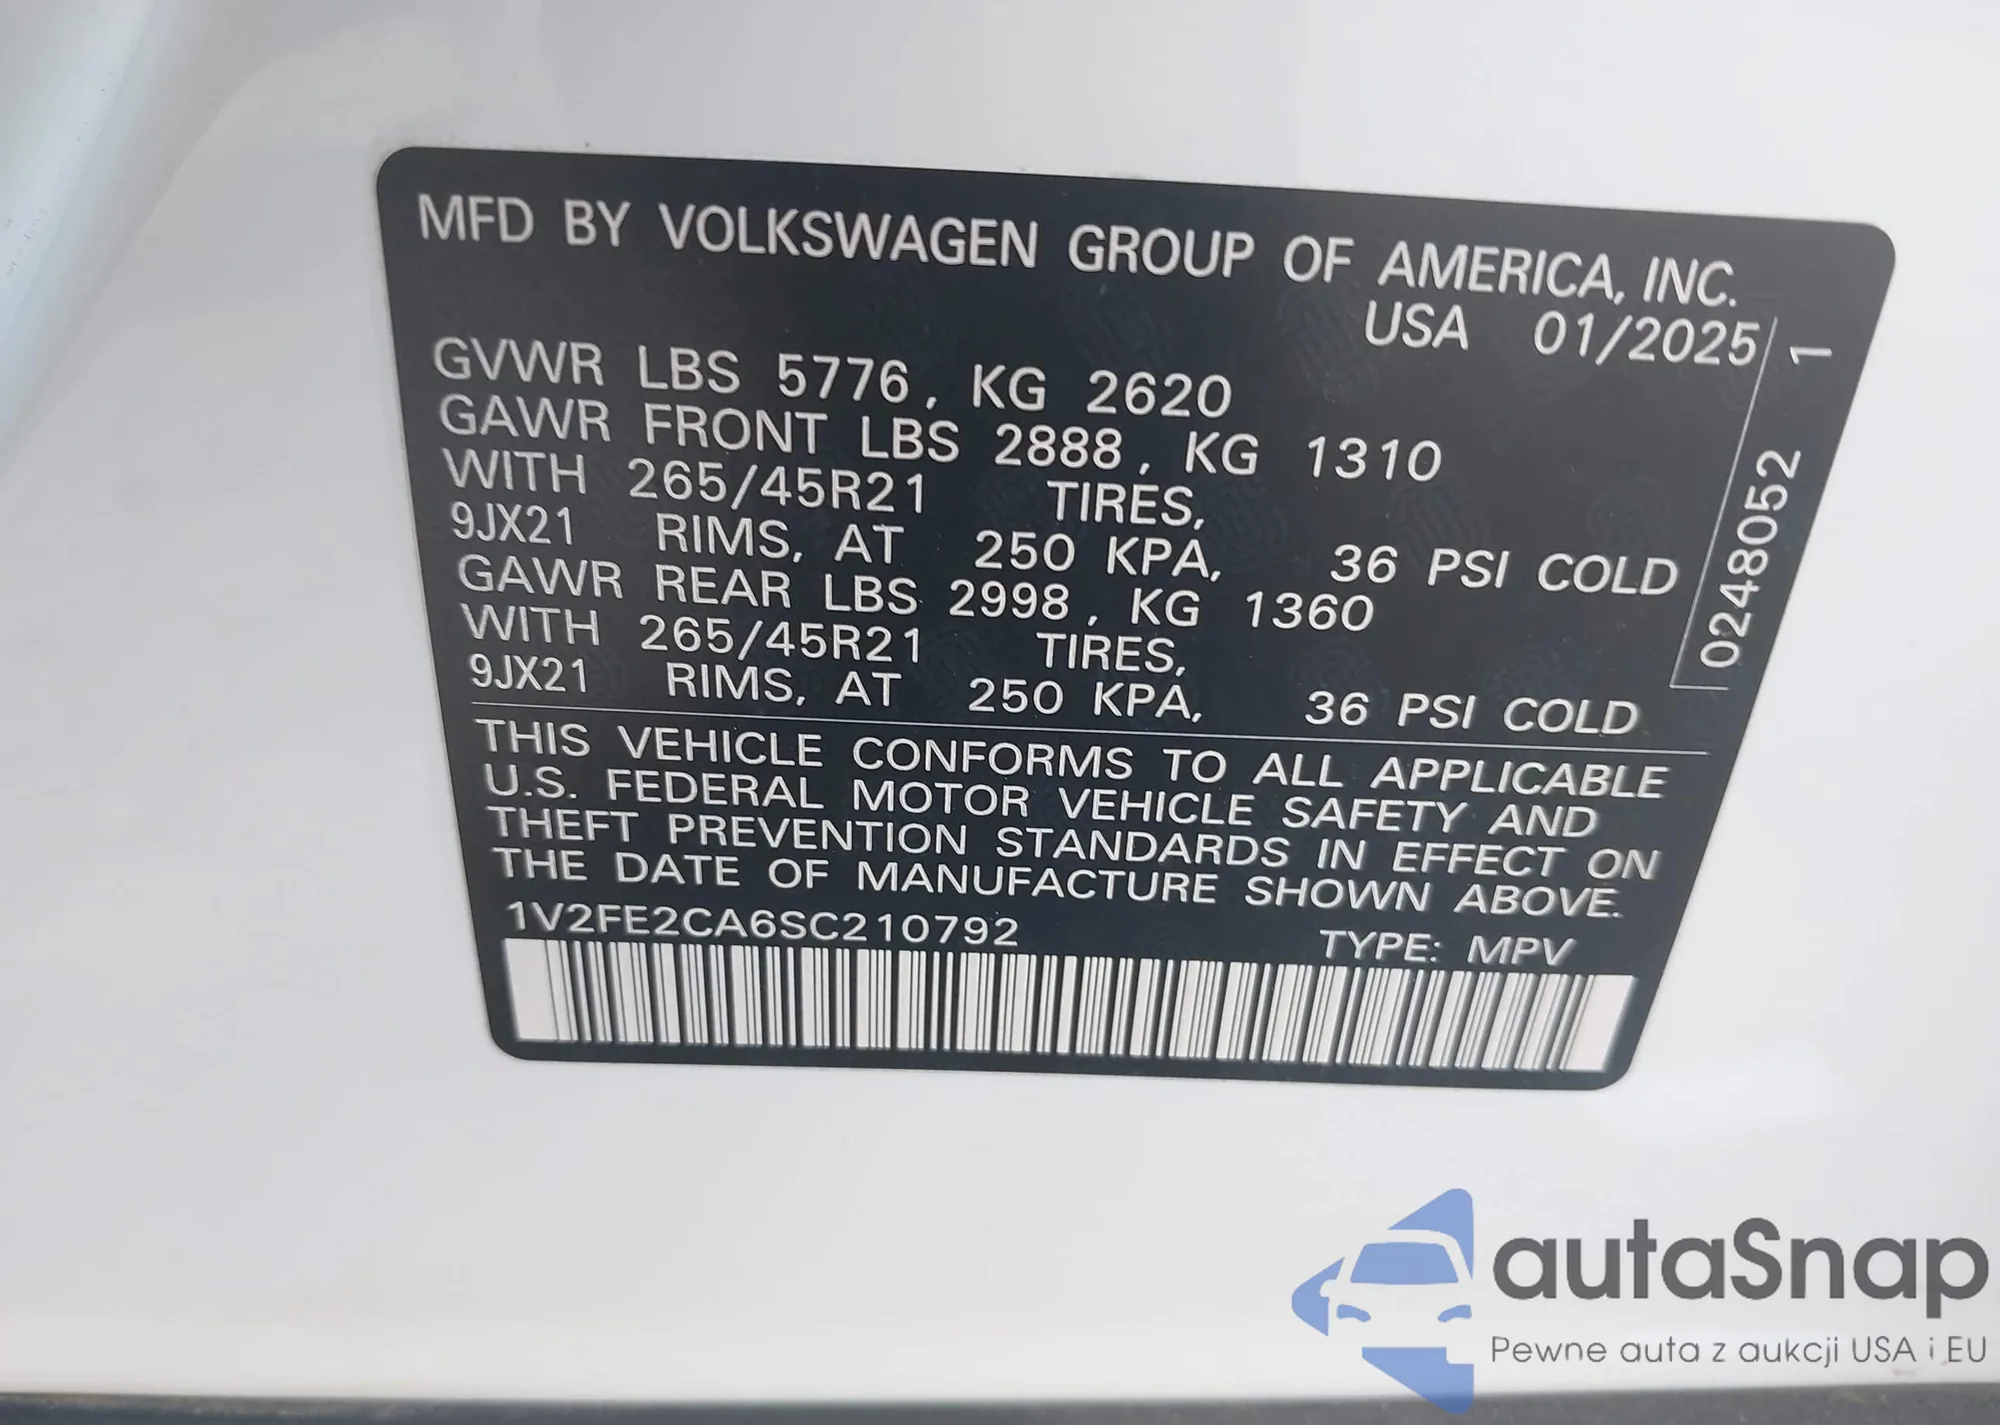 MFD BY VOLKSWAGEN GROUP OF AMERICA, INC.
USA 01/2025
GVWR LBS 5776, KG 2620
GAWR FRONT LBS 2888, KG 1310
WITH 265/45R21 TIRES,
9JX21 RIMS, AT 250 KPA, 36 PSI COLD
GAWR REAR LBS 2998, KG 1360
WITH 265/45R21 TIRES,
9JX21 RIMS, AT 250 KPA, 36 PSI COLD
0248052 1
THIS VEHICLE CONFORMS TO ALL APPLICABLE
U.S. FEDERAL MOTOR VEHICLE SAFETY AND
THEFT PREVENTION STANDARDS IN EFFECT ON
THE DATE OF MANUFACTURE SHOWN ABOVE.
1V2FE2CA6SC210792 TYPE: MPV
autaSnap
Pewne auta z aukcji USA i EU